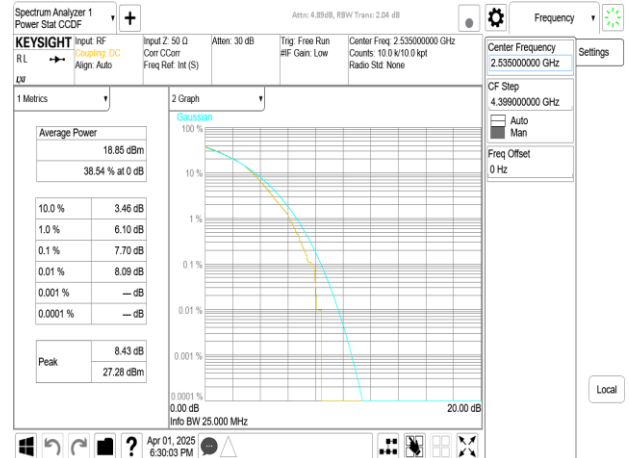 Spectrum Analyzer 1
Power Stat CCDF
Attn: 4.89dB, RBW Trans: 2.04 dB
Frequency
KEYSIGHT
RL
Input: RF
Coupling: DC
Align: Auto
Input Z: 50 Ω
Corr CCorr
Freq Ref: Int (S)
Atten: 30 dB
Trig: Free Run
#IF Gain: Low
Center Freq: 2.535000000 GHz
Counts: 10.0 k/10.0 kpt
Radio Std: None
LXI
1 Metrics
Average Power
18.85 dBm
38.54 % at 0 dB
10.0 % 3.46 dB
1.0 % 6.10 dB
0.1 % 7.70 dB
0.01 % 8.09 dB
0.001 % --- dB
0.0001 % --- dB
Peak
8.43 dB
27.28 dBm
2 Graph
Gaussian
100 %
10 %
1 %
0.1 %
0.01 %
0.001 %
0.0001 %
0.00 dB
20.00 dB
Info BW 25.000 MHz
Center Frequency
2.535000000 GHz
Settings
CF Step
4.399000000 GHz
Auto
Man
Freq Offset
0 Hz
Local
?
Apr 01, 2025
6:30:03 PM